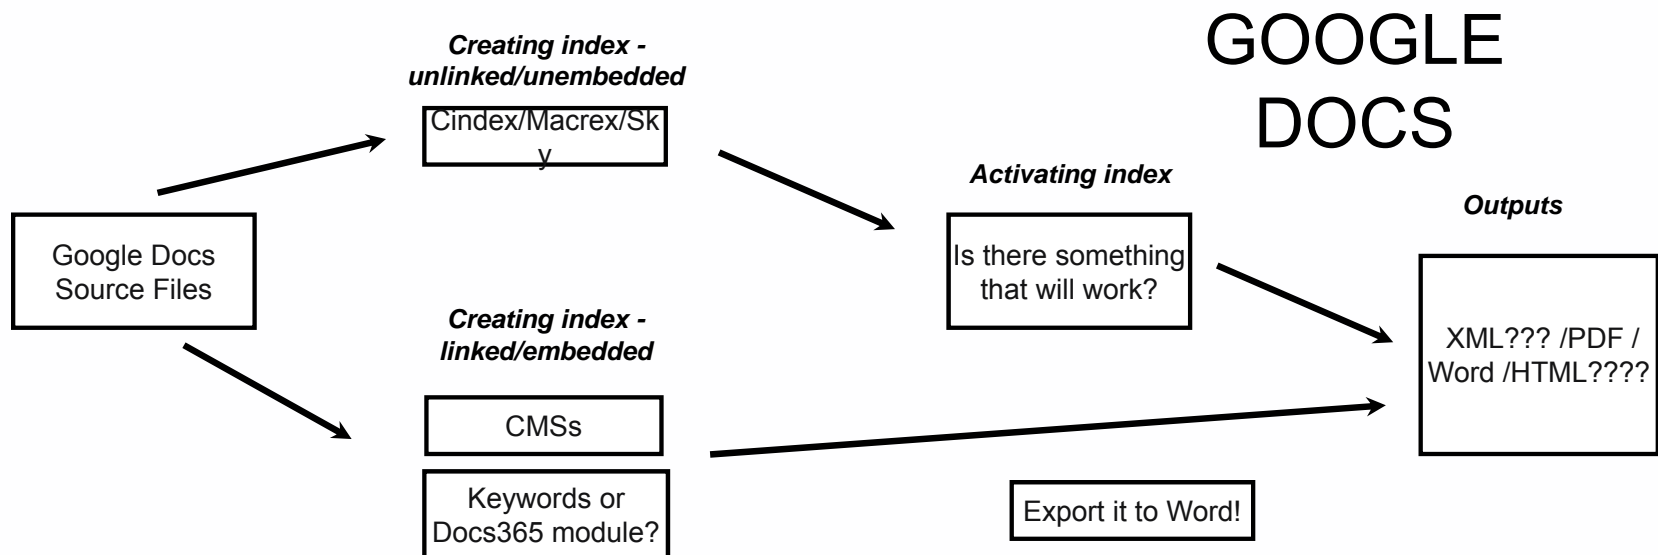 GOOGLE
DOCS
Creating index -
unlinked/unembedded
Cindex/Macrex/Sk
y
Activating index
Outputs
Google Docs
Source Files
Is there something
that will work?
XML??? /PDF /
Word /HTML????
Creating index -
linked/embedded
CMSs
Keywords or
Docs365 module?
Export it to Word!